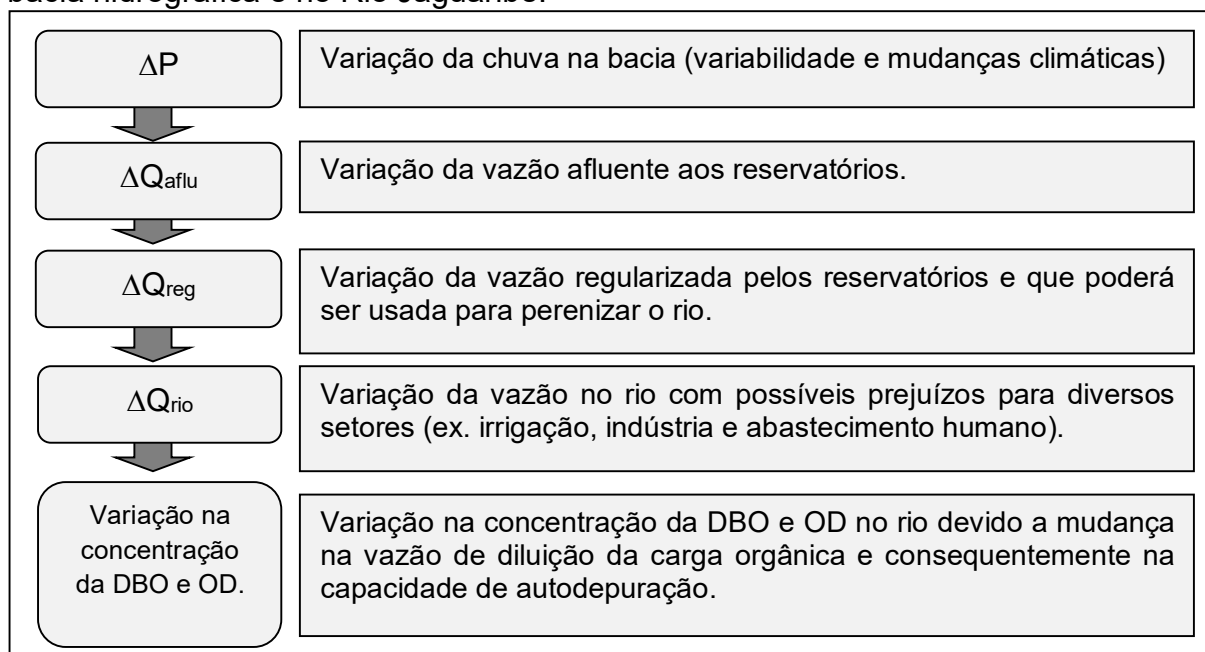 bacia hidrográfica e no Rio Jaguaribe.
∆P
Variação da chuva na bacia (variabilidade e mudanças climáticas)
∆Qaflu
Variação da vazão afluente aos reservatórios.
∆Qreg
Variação da vazão regularizada pelos reservatórios e que poderá
ser usada para perenizar o rio.
∆Qrio
Variação da vazão no rio com possíveis prejuízos para diversos
setores (ex. irrigação, indústria e abastecimento humano).
Variação na
concentração
da DBO e OD.
Variação na concentração da DBO e OD no rio devido a mudança
na vazão de diluição da carga orgânica e consequentemente na
capacidade de autodepuração.